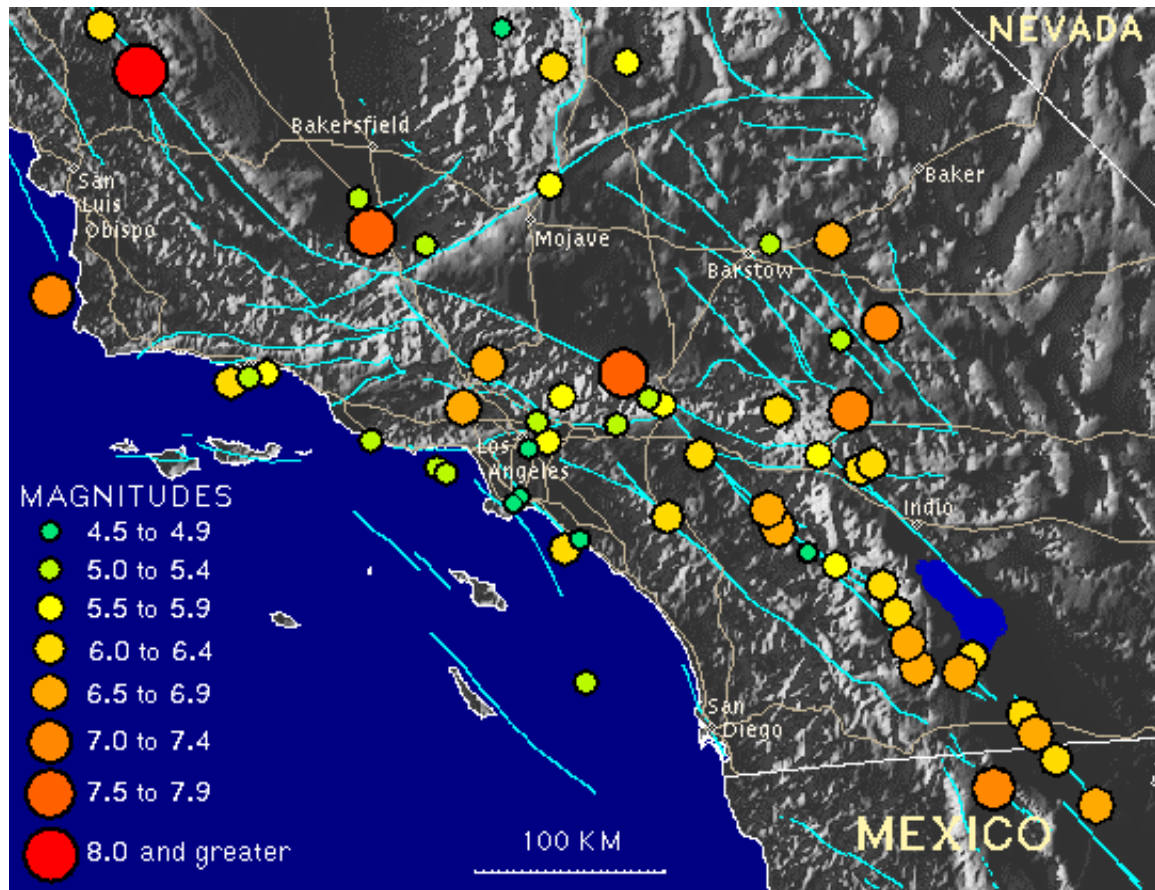 NEVADA
Bakersfield
San
Luis
Obispo
Baker
Mojave
Barstow
Los
Angeles
MAGNITUDES
4.5 to 4.9
5.0 to 5.4
5.5 to 5.9
6.0 to 6.4
6.5 to 6.9
7.0 to 7.4
7.5 to 7.9
8.0 and greater
Indio
San
Diego
MEXICO
100 KM